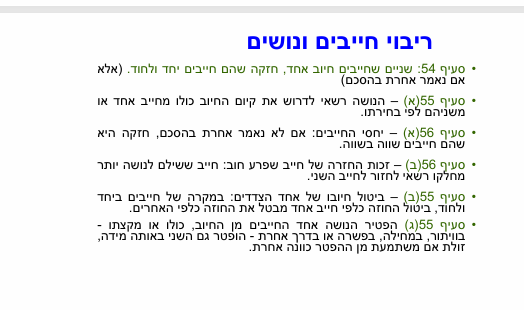 ריבוי חייבים ונושים
• סעיף 54: שניים שחייבים חיוב אחד, חזקה שהם חייבים יחד ולחוד. (אלא
אם נאמר אחרת בהסכם)
• סעיף 55(א) – הנושה רשאי לדרוש את קיום החיוב כולו מחייב אחד או
משניהם לפי בחירתו.
• סעיף 56(א) – יחסי החייבים: אם לא נאמר אחרת בהסכם, חזקה היא
שהם חייבים שווה בשווה.
• סעיף 56(ב) – זכות החזרה של חייב שפרע חוב: חייב ששילם לנושה יותר
מחלקו רשאי לחזור לחייב השני.
• סעיף 55(ב) – ביטול חיובו של אחד הצדדים: במקרה של חייבים ביחד
ולחוד, ביטול החוזה כלפי חייב אחד מבטל את החוזה כלפי האחרים.
• סעיף 55(ג) הפטיר הנושה אחד החייבים מן החיוב, כולו או מקצתו -
בוויתור, במחילה, בפשרה או בדרך אחרת - הופטר גם השני באותה מידה,
זולת אם משתמעת מן ההפטר כוונה אחרת.